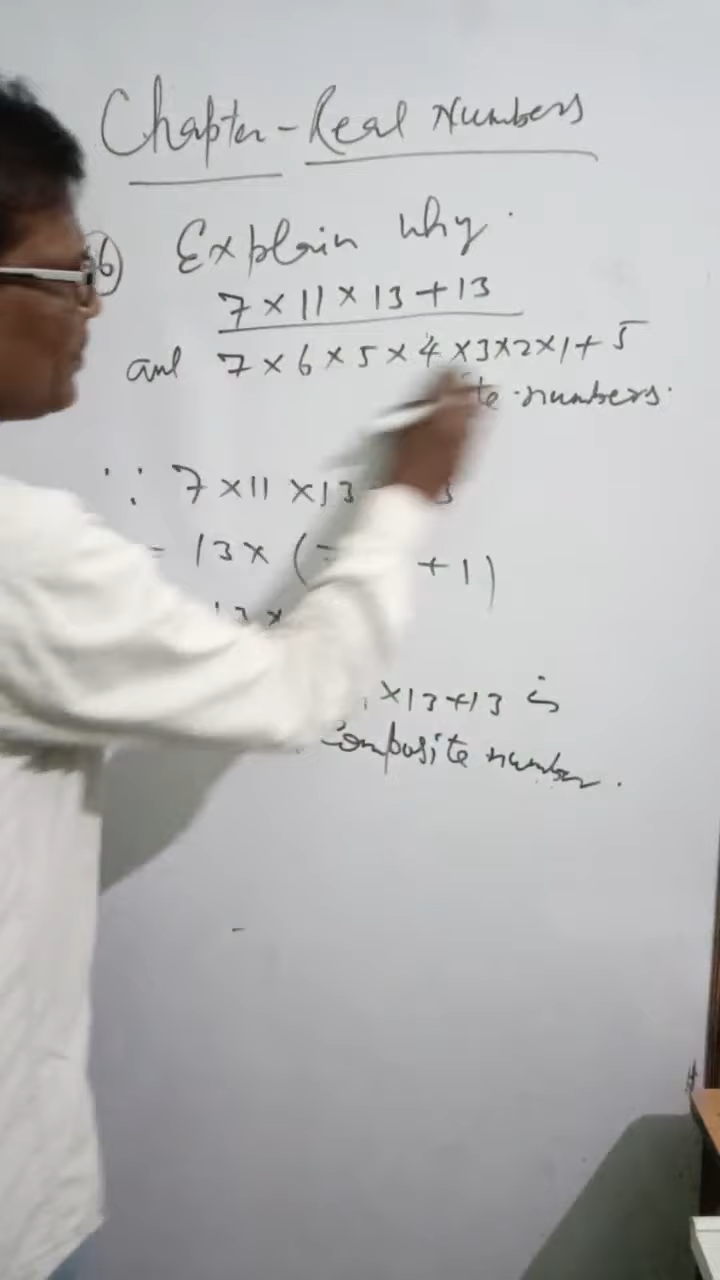 Chapter - Real Numbers
6) Explain why
7 × 11 × 13 + 13
and 7 × 6 × 5 × 4 × 3 × 2 × 1 + 5
numbers.
∵ 7 × 11 × 13
= 13 × ( + 1)
13 ×
× 13 + 13 is
composite number.